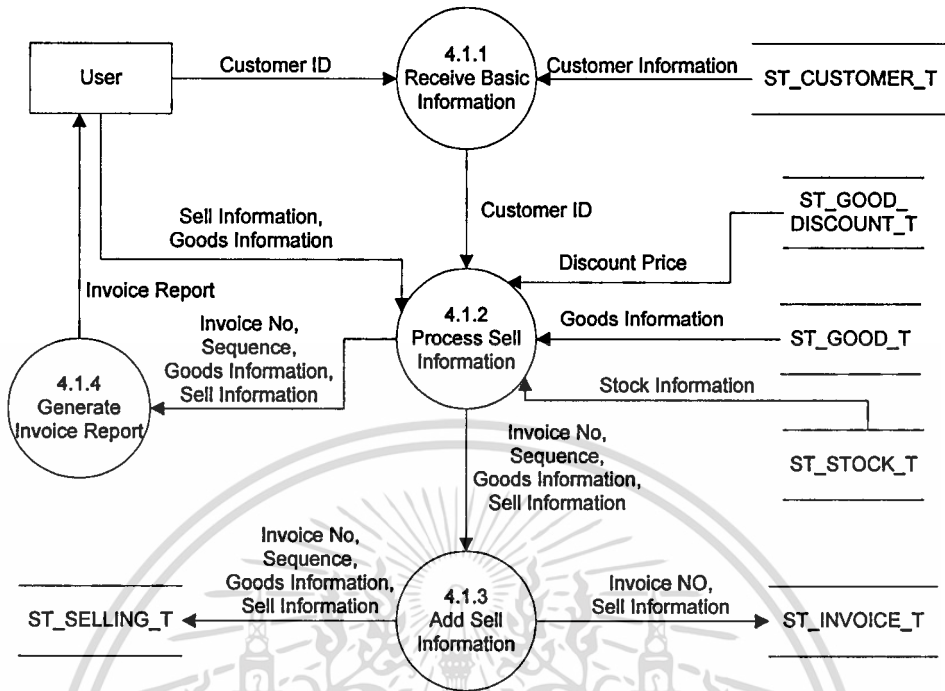 User
Customer ID
4.1.1
Receive Basic
Information
Customer Information
ST_CUSTOMER_T
Customer ID
ST_GOOD_
DISCOUNT_T
Sell Information,
Goods Information
Discount Price
Invoice Report
4.1.2
Process Sell
Information
Goods Information
ST_GOOD_T
Invoice No,
Sequence,
Goods Information,
Sell Information
4.1.4
Generate
Invoice Report
Stock Information
ST_STOCK_T
Invoice No,
Sequence,
Goods Information,
Sell Information
Invoice No,
Sequence,
Goods Information,
Sell Information
ST_SELLING_T
4.1.3
Add Sell
Information
Invoice NO,
Sell Information
ST_INVOICE_T